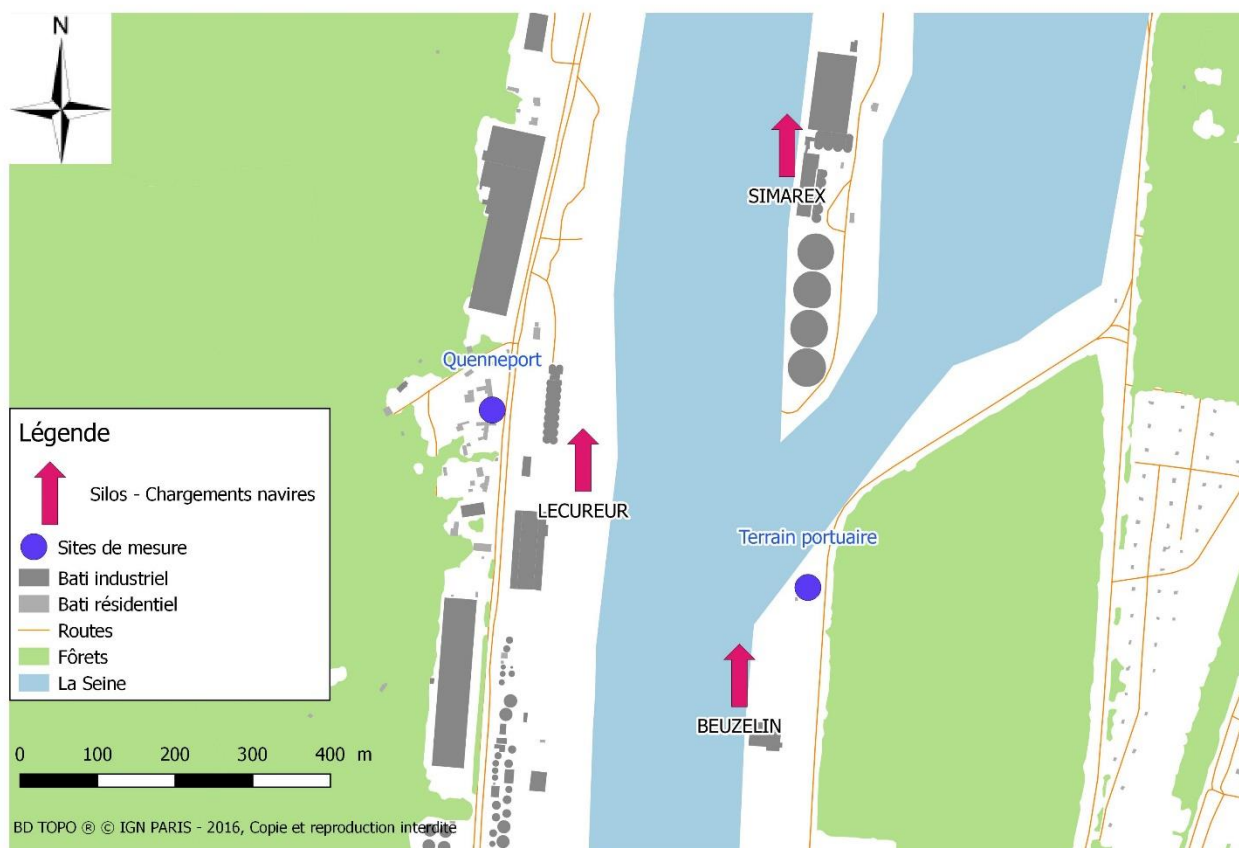 N
SIMAREX
Quenneport
Légende
Silos - Chargements navires
Sites de mesure
Bati industriel
Bati résidentiel
Routes
Fôrets
La Seine
LECUREUR
Terrain portuaire
BEUZELIN
0 100 200 300 400 m
BD TOPO ® © IGN PARIS - 2016, Copie et reproduction interdite